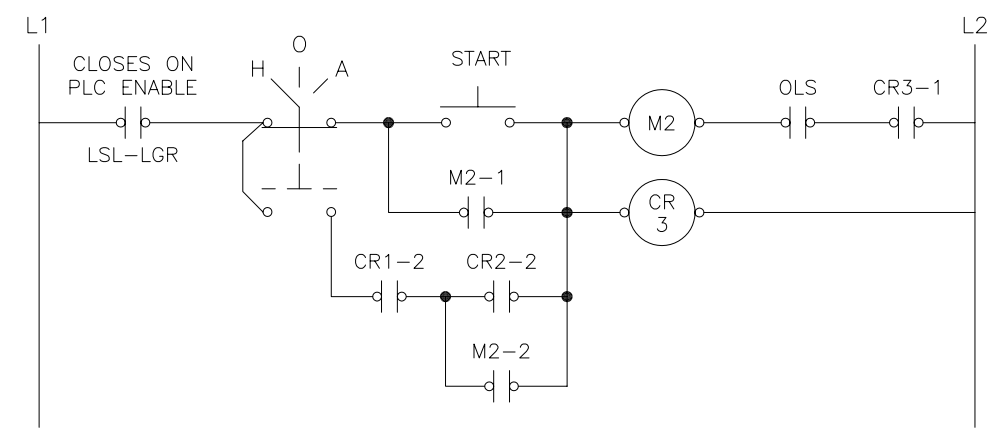 L1
L2
CLOSES ON
PLC ENABLE
LSL-LGR
H
O
A
START
M2
OLS
CR3-1
M2-1
CR
3
CR1-2
CR2-2
M2-2